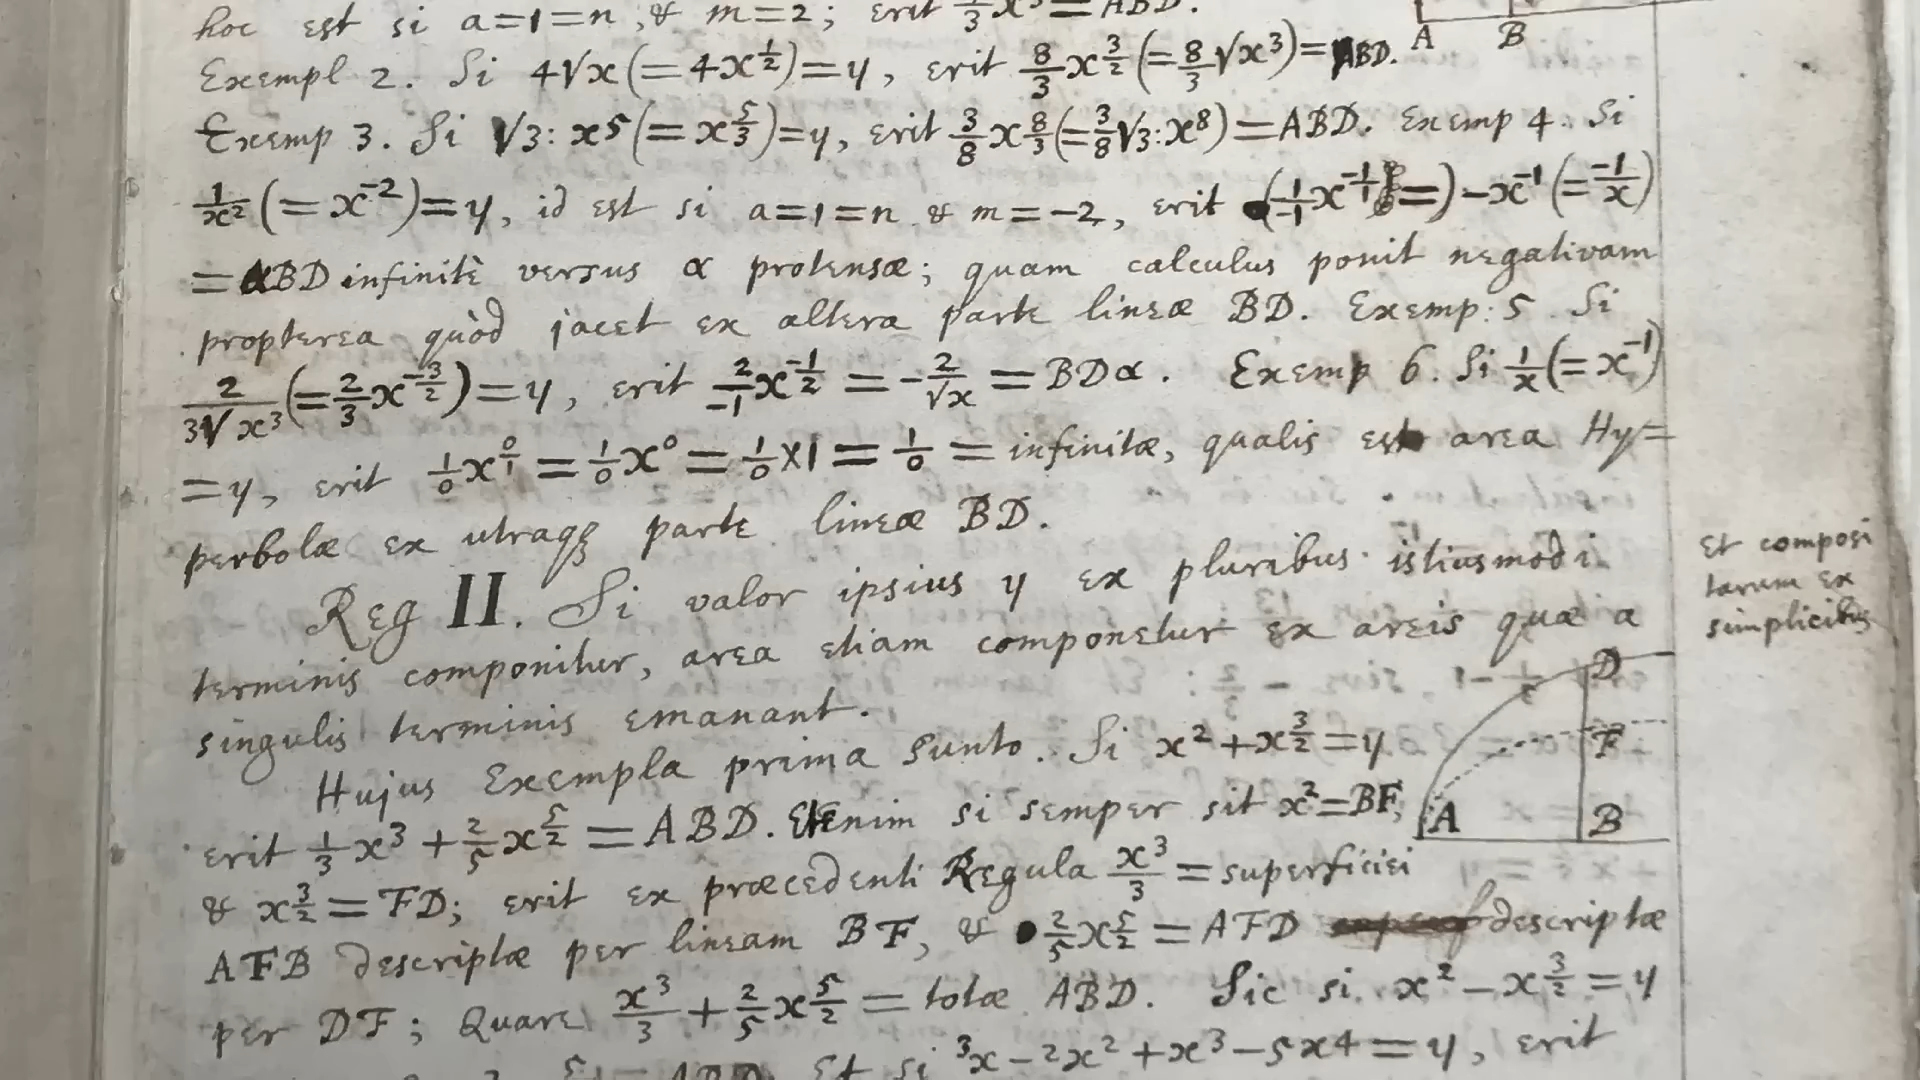 hoc est si a=1=n, & m=2; erit ⅓x³=ABD.
A B
Exempl 2. Si 4√x(=4x^½)=y, erit 8/3 x^3/2(=8/3 √x³)=ABD.
Exemp 3. Si √3: x5(=x^5/3)=y, erit 3/8 x^8/3(=3/8 √3:x⁸)=ABD. Exemp 4. Si
1/x²(=x^-2)=y, id est si a=1=n & m=-2, erit (1/-1 x^-1/1=)-x^-1(=-1/x)
=αBD infinitè versus α protensæ; quam calculus ponit negativam
propterea quòd jacet ex altera parte lineæ BD. Exemp: 5. Si
2/3√x³(=2/3 x^-3/2)=y, erit 2/-1 x^-1/2 = -2/√x = BDα. Exemp 6. Si 1/x(=x^-1)
=y, erit 1/0 x^0/1 = 1/0 x⁰ = 1/0 ×1 = 1/0 = infinitæ, qualis est area Hy=
perbolæ ex utraqꝫ parte lineæ BD.
Reg II. Si valor ipsius y ex pluribus istiusmodi
terminis componitur, area etiam componetur ex areis quæ a
singulis terminis emanant.
Et composi
tarum ex
simplicibus
Hujus Exempla prima sunto. Si x²+x^3/2=y
erit ⅓x³+2/5 x^5/2=ABD. Etenim si semper sit x²=BF,
& x^3/2=FD; erit ex præcedenti Regula x³/3=superficiei
D
F
A B
AFB descriptæ per lineam BF, & 2/5 x^5/2=AFD descriptæ
per DF; Quare x³/3+2/5 x^5/2=totæ ABD. Sic si x²-x^3/2=y
ABD. Et si 3x-2x²+x³-5x4=y, erit